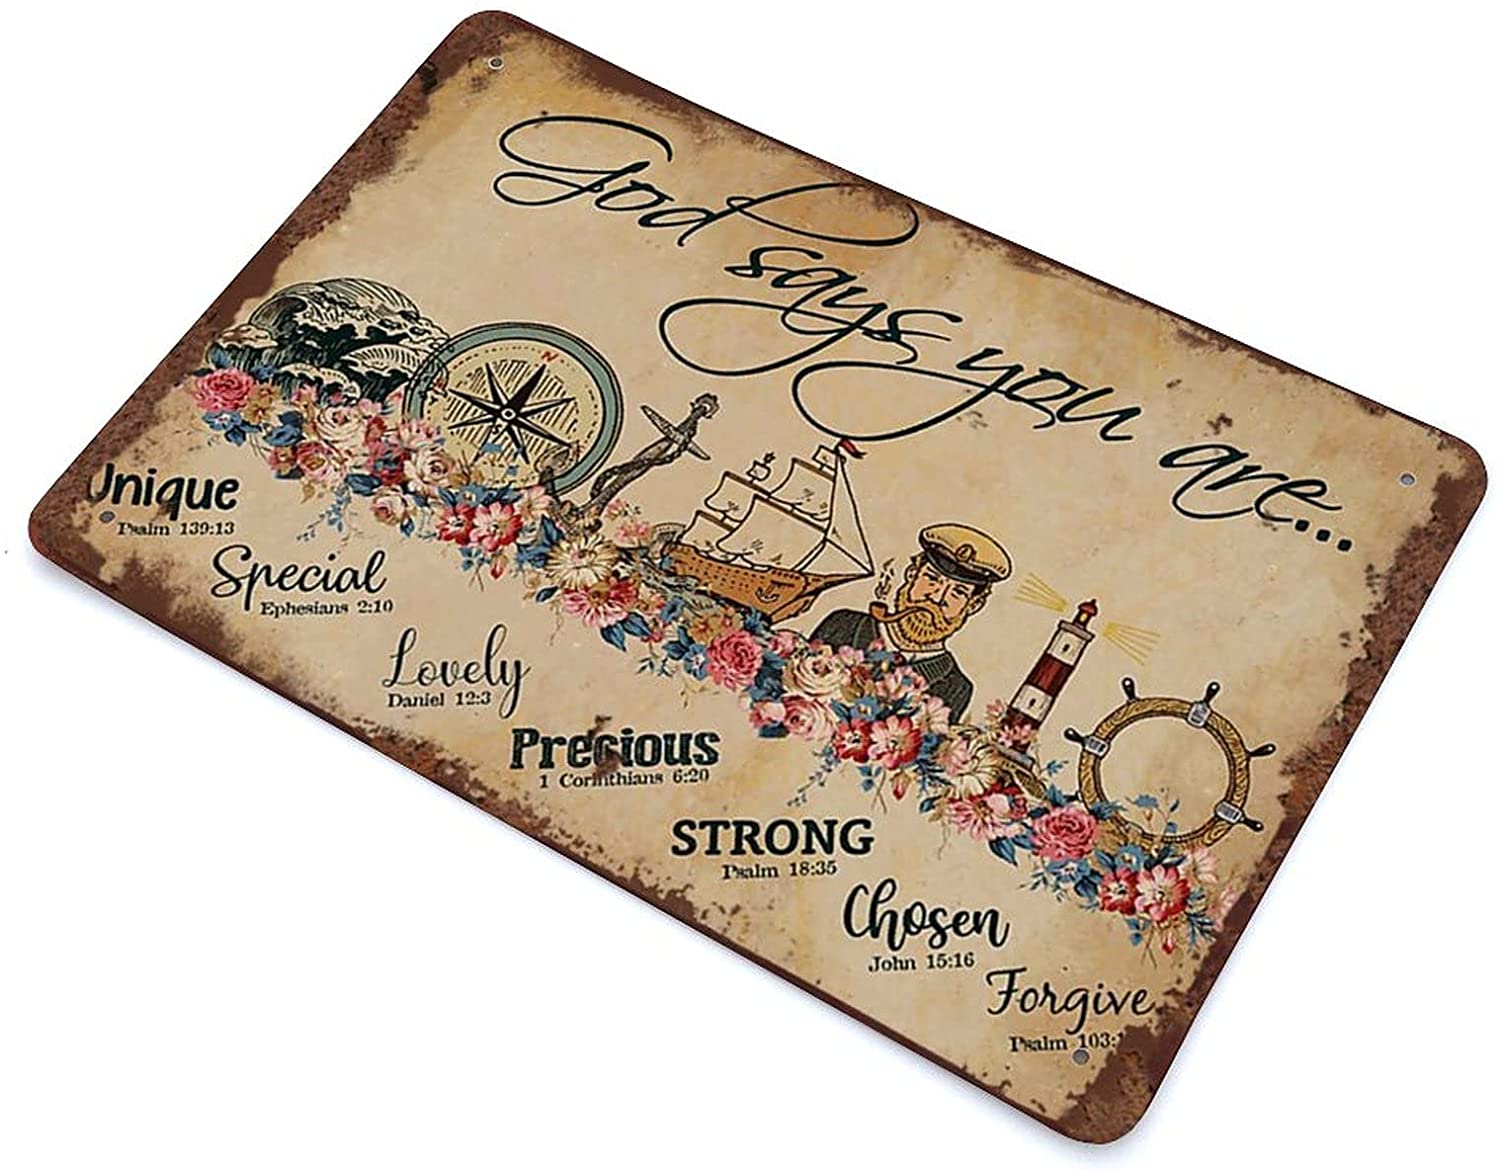 God says you are...
N
Unique
Psalm 139:13
Special
Ephesians 2:10
Lovely
Daniel 12:3
Precious
1 Corinthians 6:20
STRONG
Psalm 18:35
Chosen
John 15:16
Forgive
Psalm